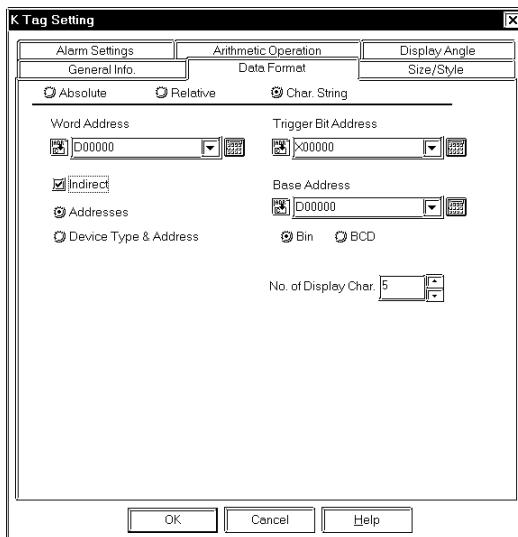 K Tag Setting
Alarm Settings Arithmetic Operation Display Angle
General Info. Data Format Size/Style
Absolute Relative Char. String
Word Address Trigger Bit Address
D00000 X00000
Indirect Base Address
D00000
Addresses
Device Type & Address Bin BCD
No. of Display Char. 5
OK Cancel Help